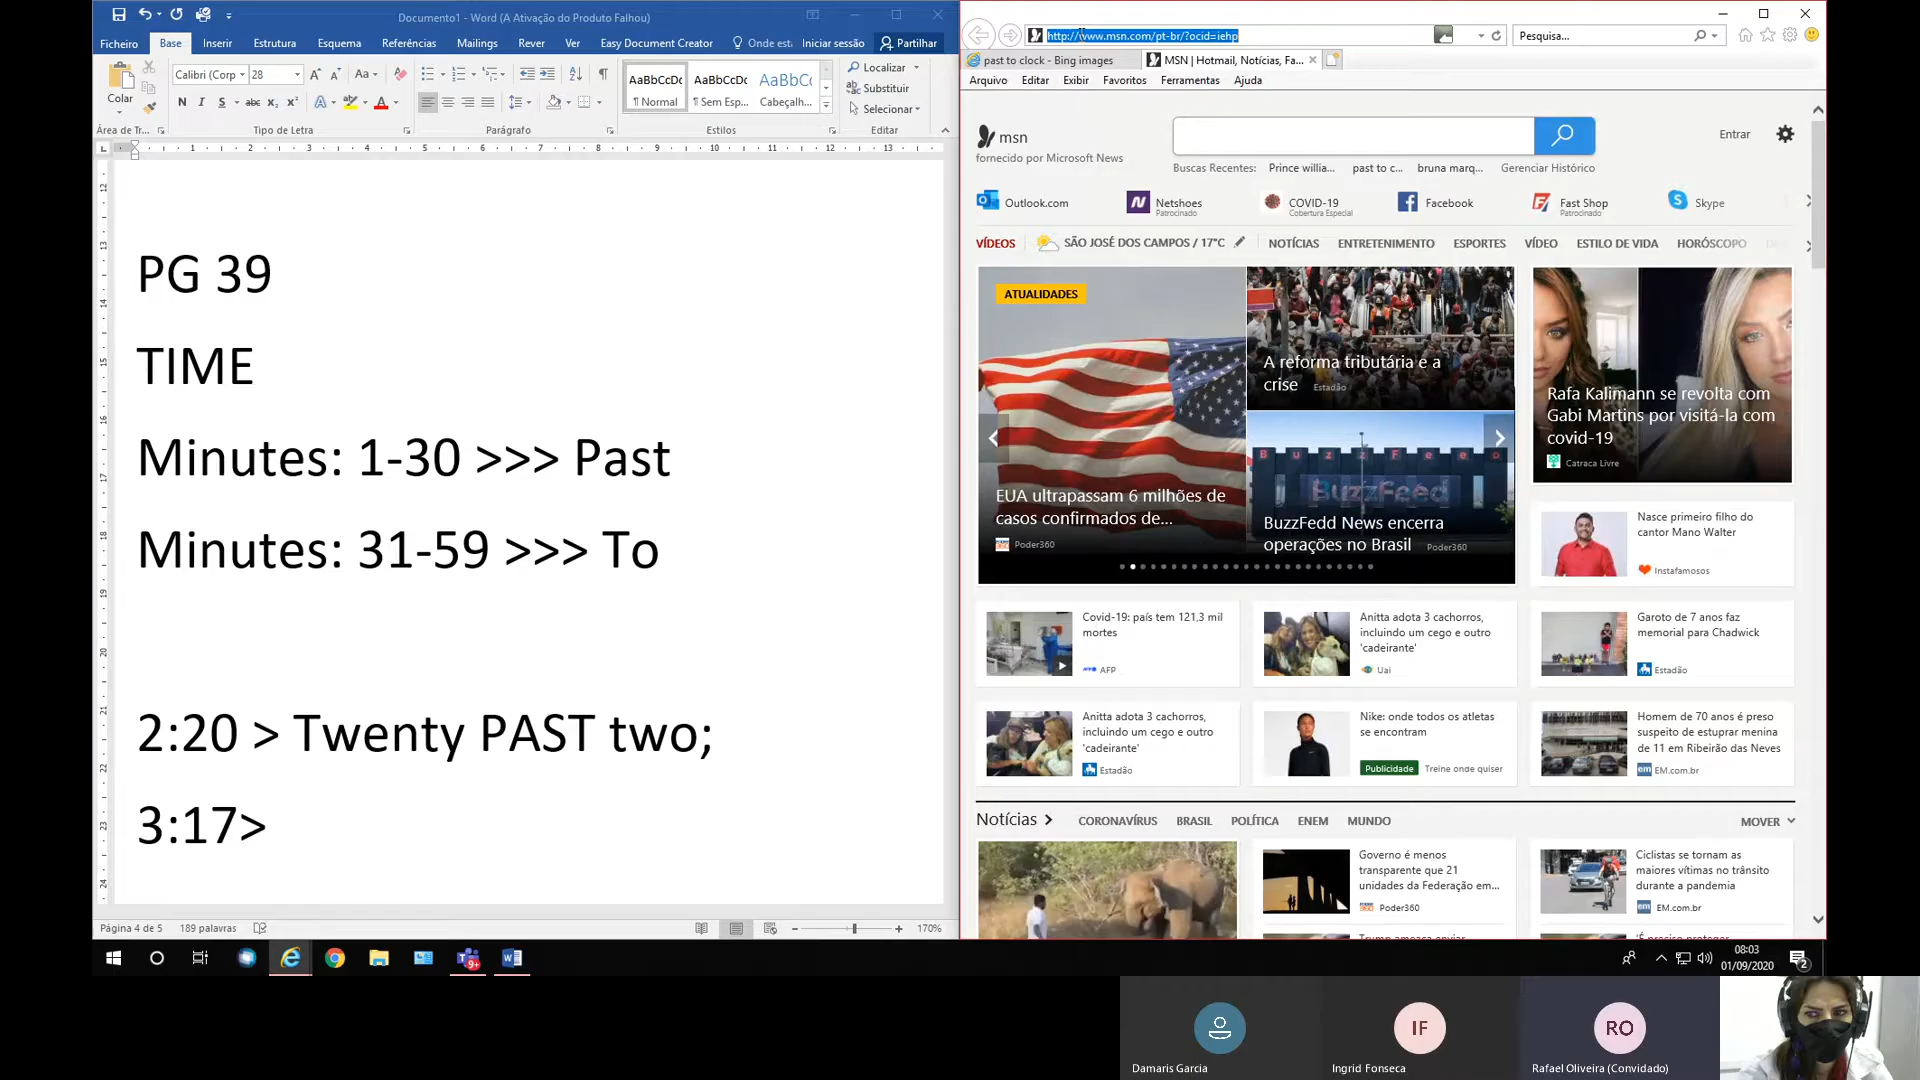 Documento1 - Word (A Ativação do Produto Falhou)
Ficheiro Base Inserir Estrutura Esquema Referências Mailings Rever Ver Easy Document Creator Onde est Iniciar sessão Partilhar
Colar
Calibri (Corp 28
N I S abc x₂ x²
AaBbCcDc AaBbCcDc AaBbCcD
¶ Normal ¶ Sem Esp... Cabeçalh...
Localizar
Substituir
Selecionar
Área de Tr... Tipo de Letra Parágrafo Estilos Editar
PG 39
TIME
Minutes: 1-30 >>> Past
Minutes: 31-59 >>> To
2:20 > Twenty PAST two;
3:17>
Página 4 de 5 189 palavras 170%
http://www.msn.com/pt-br/?ocid=iehp
Pesquisa...
past to clock - Bing images
MSN | Hotmail, Notícias, Fa...
Arquivo Editar Exibir Favoritos Ferramentas Ajuda
msn
fornecido por Microsoft News
Entrar
Buscas Recentes: Prince willia... past to c... bruna marq... Gerenciar Histórico
Outlook.com
Netshoes
Patrocinado
COVID-19
Cobertura Especial
Facebook
Fast Shop
Patrocinado
Skype
VÍDEOS SÃO JOSÉ DOS CAMPOS / 17°C NOTÍCIAS ENTRETENIMENTO ESPORTES VÍDEO ESTILO DE VIDA HORÓSCOPO
ATUALIDADES
EUA ultrapassam 6 milhões de
casos confirmados de...
Poder360
A reforma tributária e a
crise Estadão
BuzzFeed
BuzzFeed
BuzzFedd News encerra
operações no Brasil Poder360
Rafa Kalimann se revolta com
Gabi Martins por visitá-la com
covid-19
Catraca Livre
Nasce primeiro filho do
cantor Mano Walter
Instafamosos
Covid-19: país tem 121,3 mil
mortes
AFP
Anitta adota 3 cachorros,
incluindo um cego e outro
'cadeirante'
Uai
Garoto de 7 anos faz
memorial para Chadwick
Estadão
Anitta adota 3 cachorros,
incluindo um cego e outro
'cadeirante'
Estadão
Nike: onde todos os atletas
se encontram
Publicidade Treine onde quiser
Homem de 70 anos é preso
suspeito de estuprar menina
de 11 em Ribeirão das Neves
EM.com.br
Notícias CORONAVÍRUS BRASIL POLÍTICA ENEM MUNDO MOVER
Governo é menos
transparente que 21
unidades da Federação em...
Poder360
Ciclistas se tornam as
maiores vítimas no trânsito
durante a pandemia
EM.com.br
08:03
01/09/2020
Damaris Garcia
IF
Ingrid Fonseca
RO
Rafael Oliveira (Convidado)